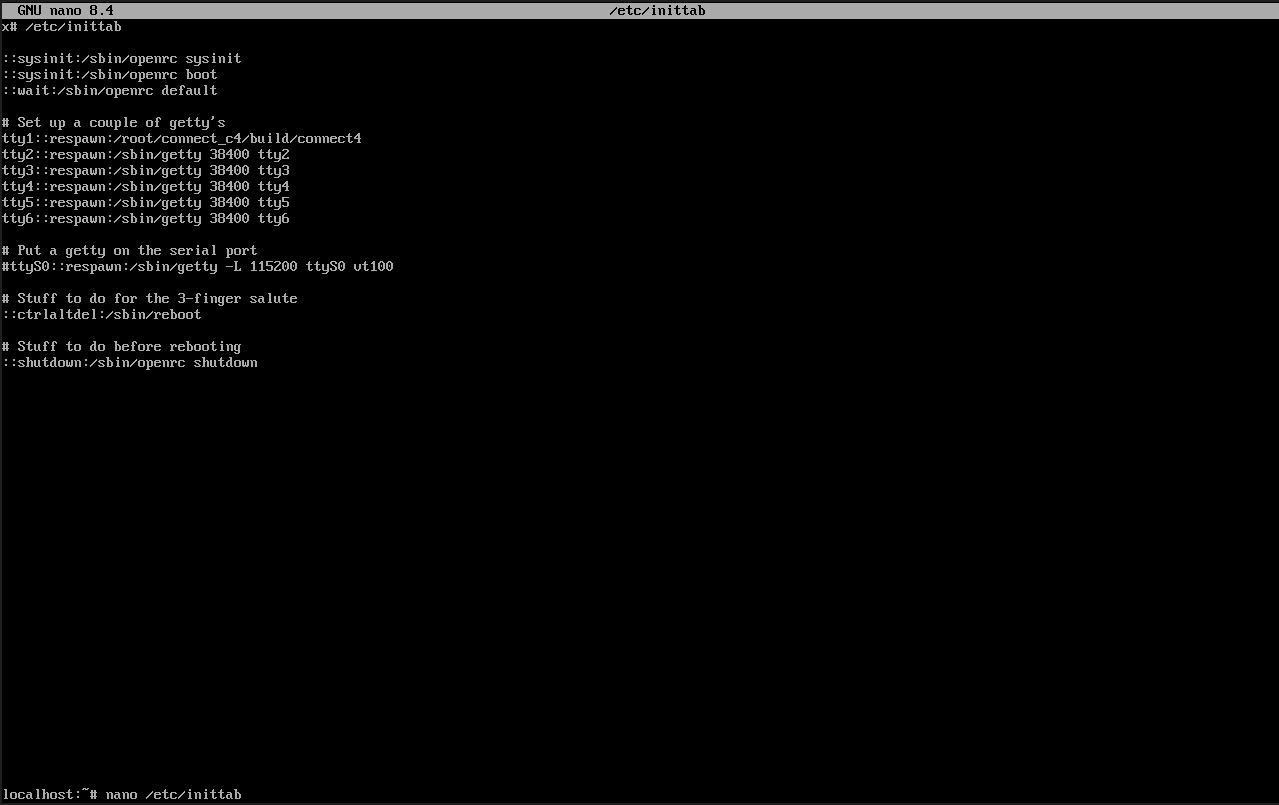 GNU nano 8.4 /etc/inittab
x# /etc/inittab
::sysinit:/sbin/openrc sysinit
::sysinit:/sbin/openrc boot
::wait:/sbin/openrc default
# Set up a couple of getty's
tty1::respawn:/root/connect_c4/build/connect4
tty2::respawn:/sbin/getty 38400 tty2
tty3::respawn:/sbin/getty 38400 tty3
tty4::respawn:/sbin/getty 38400 tty4
tty5::respawn:/sbin/getty 38400 tty5
tty6::respawn:/sbin/getty 38400 tty6
# Put a getty on the serial port
#ttyS0::respawn:/sbin/getty -L 115200 ttyS0 vt100
# Stuff to do for the 3-finger salute
::ctrlaltdel:/sbin/reboot
# Stuff to do before rebooting
::shutdown:/sbin/openrc shutdown
localhost:~# nano /etc/inittab